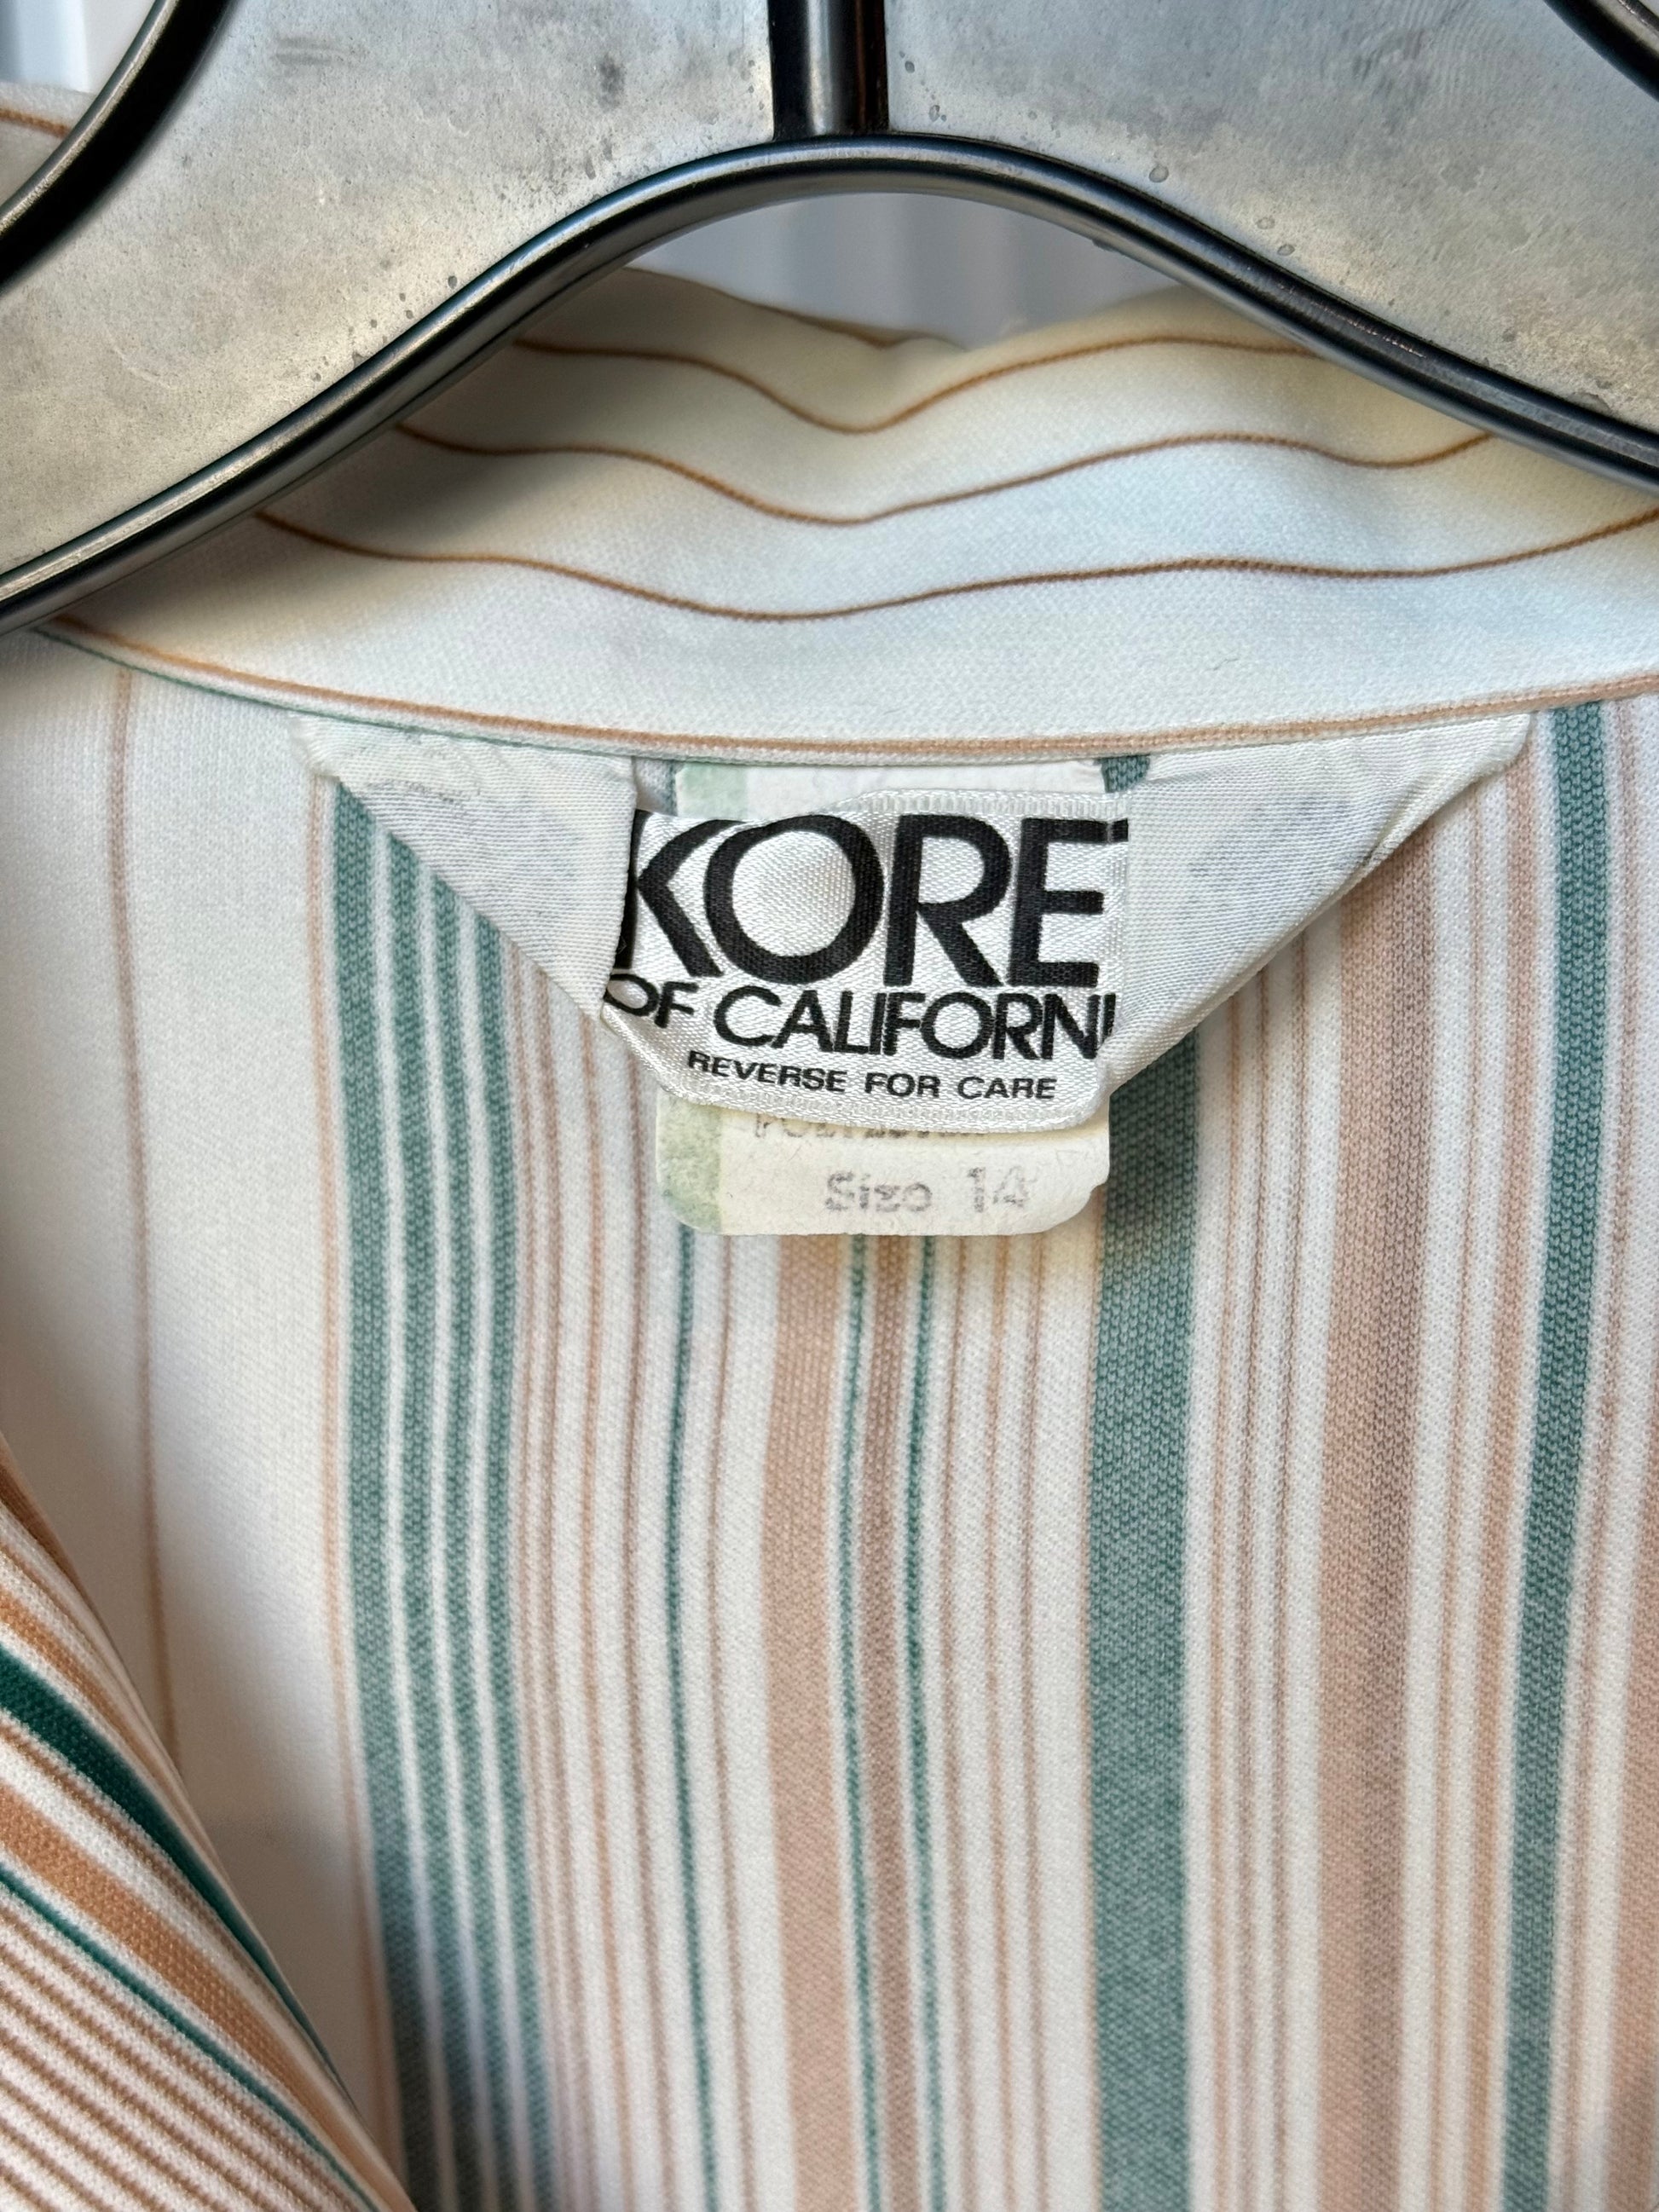 KORET
OF CALIFORNI
REVERSE FOR CARE
Size 14